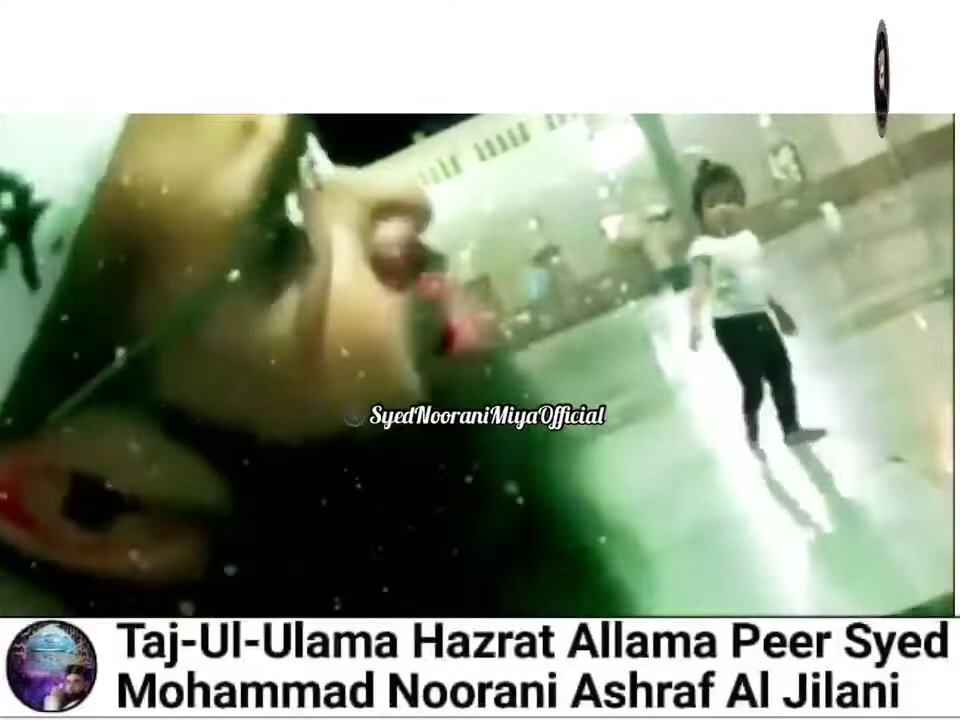 SyedNooraniMiyaOfficial
Taj-Ul-Ulama Hazrat Allama Peer Syed
Mohammad Noorani Ashraf Al Jilani